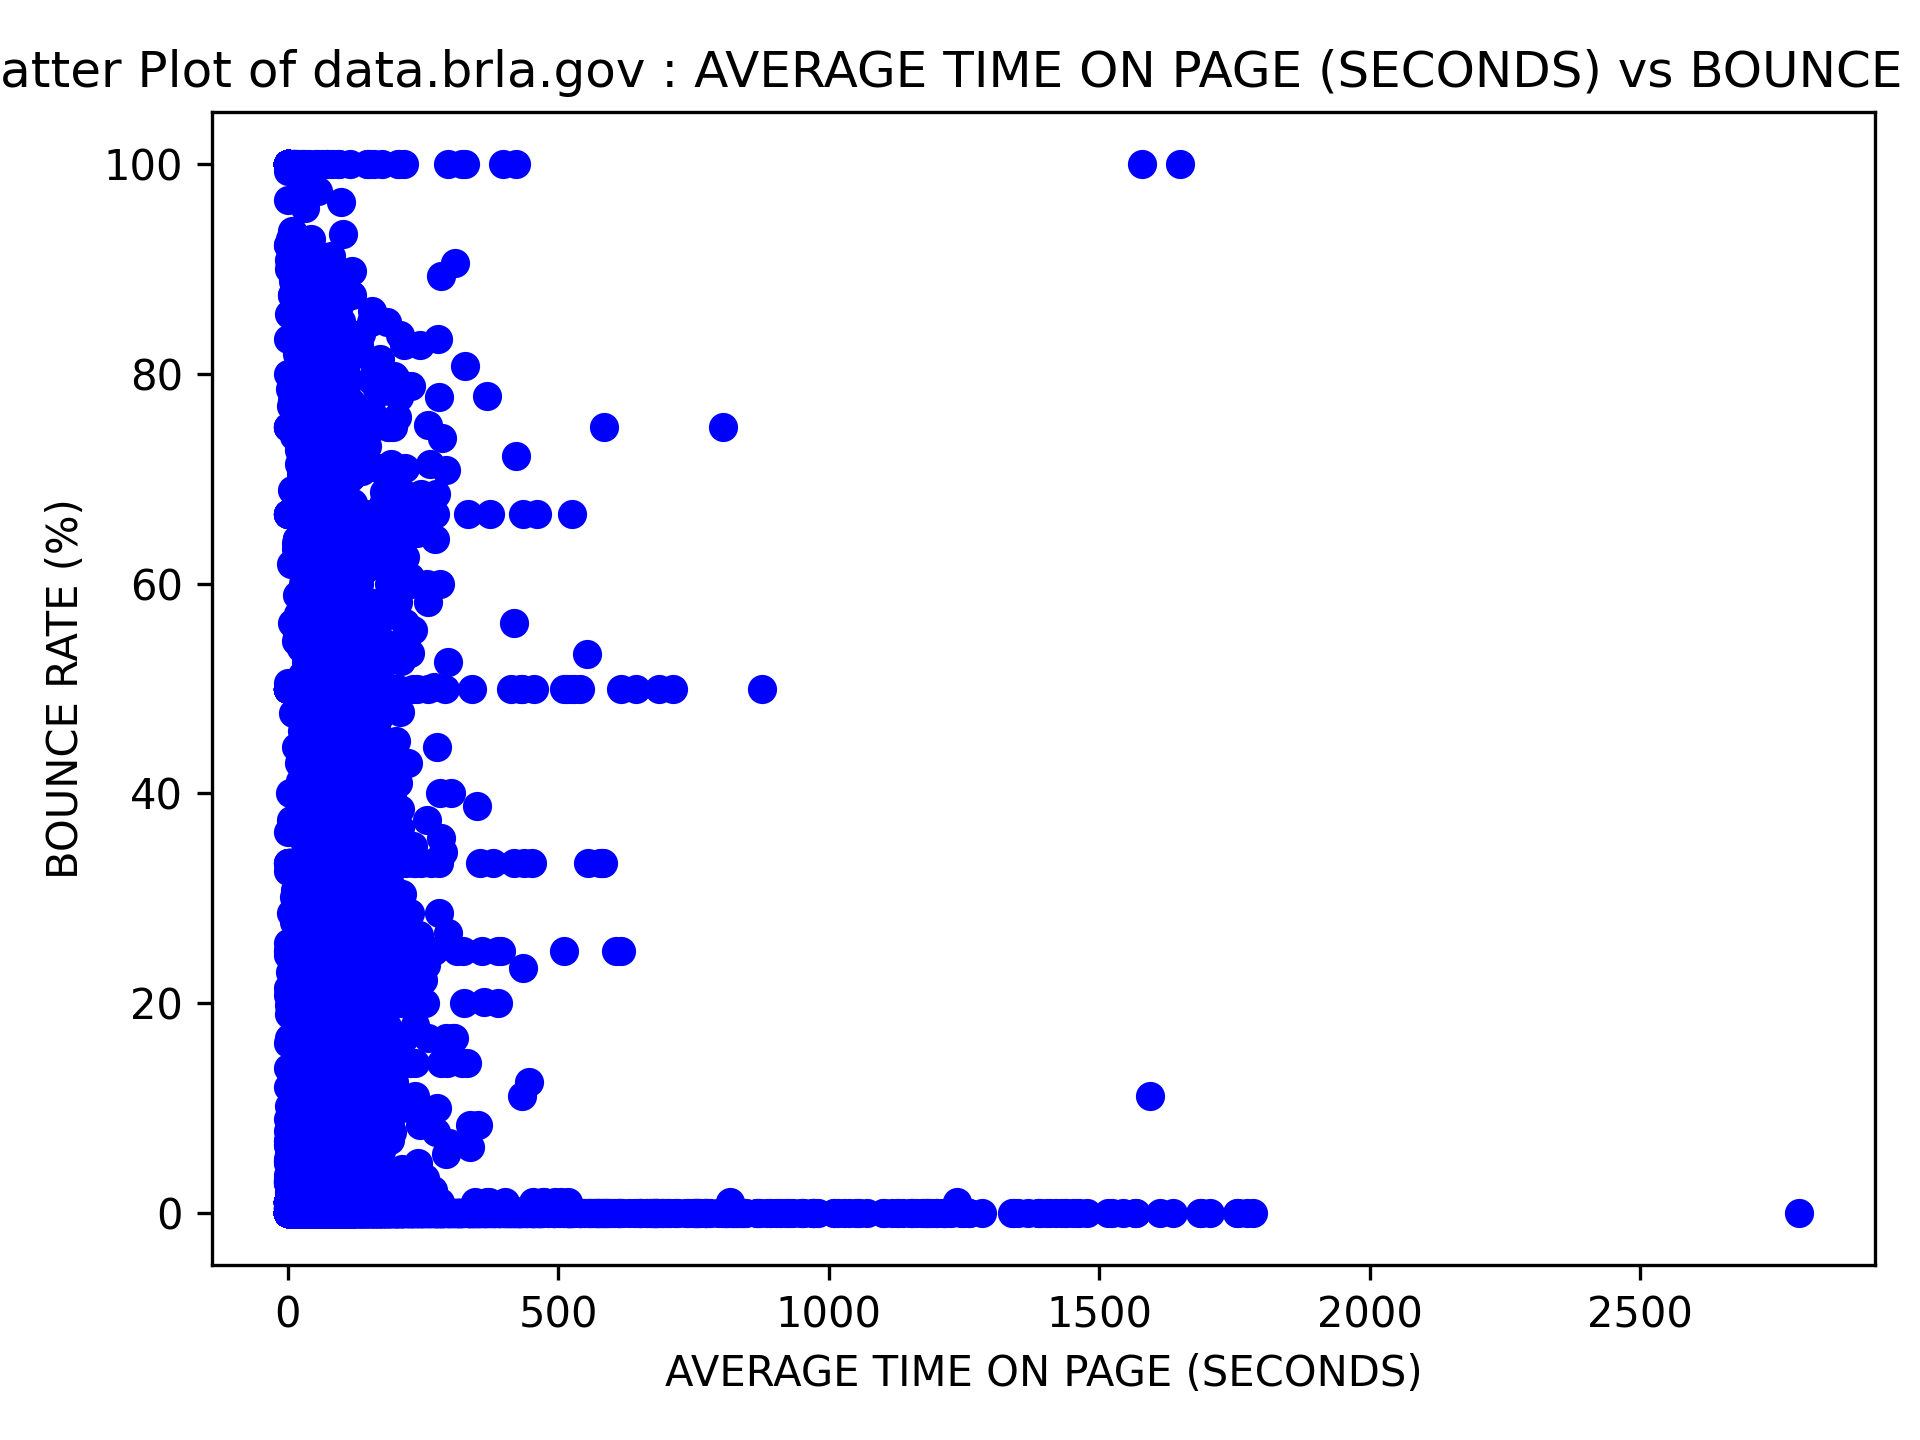 atter Plot of data.brla.gov : AVERAGE TIME ON PAGE (SECONDS) vs BOUNCE
100
80
60
40
20
0
BOUNCE RATE (%)
0 500 1000 1500 2000 2500
AVERAGE TIME ON PAGE (SECONDS)